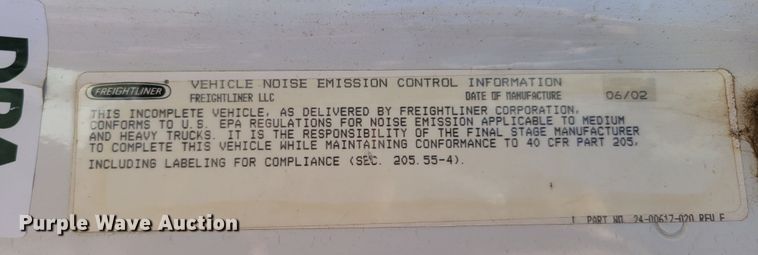 FREIGHTLINER
VEHICLE NOISE EMISSION CONTROL INFORMATION
FREIGHTLINER LLC DATE OF MANUFACTURE 06/02
THIS INCOMPLETE VEHICLE, AS DELIVERED BY FREIGHTLINER CORPORATION,
CONFORMS TO U.S. EPA REGULATIONS FOR NOISE EMISSION APPLICABLE TO MEDIUM
AND HEAVY TRUCKS. IT IS THE RESPONSIBILITY OF THE FINAL STAGE MANUFACTURER
TO COMPLETE THIS VEHICLE WHILE MAINTAINING CONFORMANCE TO 40 CFR PART 205,
INCLUDING LABELING FOR COMPLIANCE (SEC. 205.55-4).
PART NO. 24-00617-020 REV
Purple Wave Auction